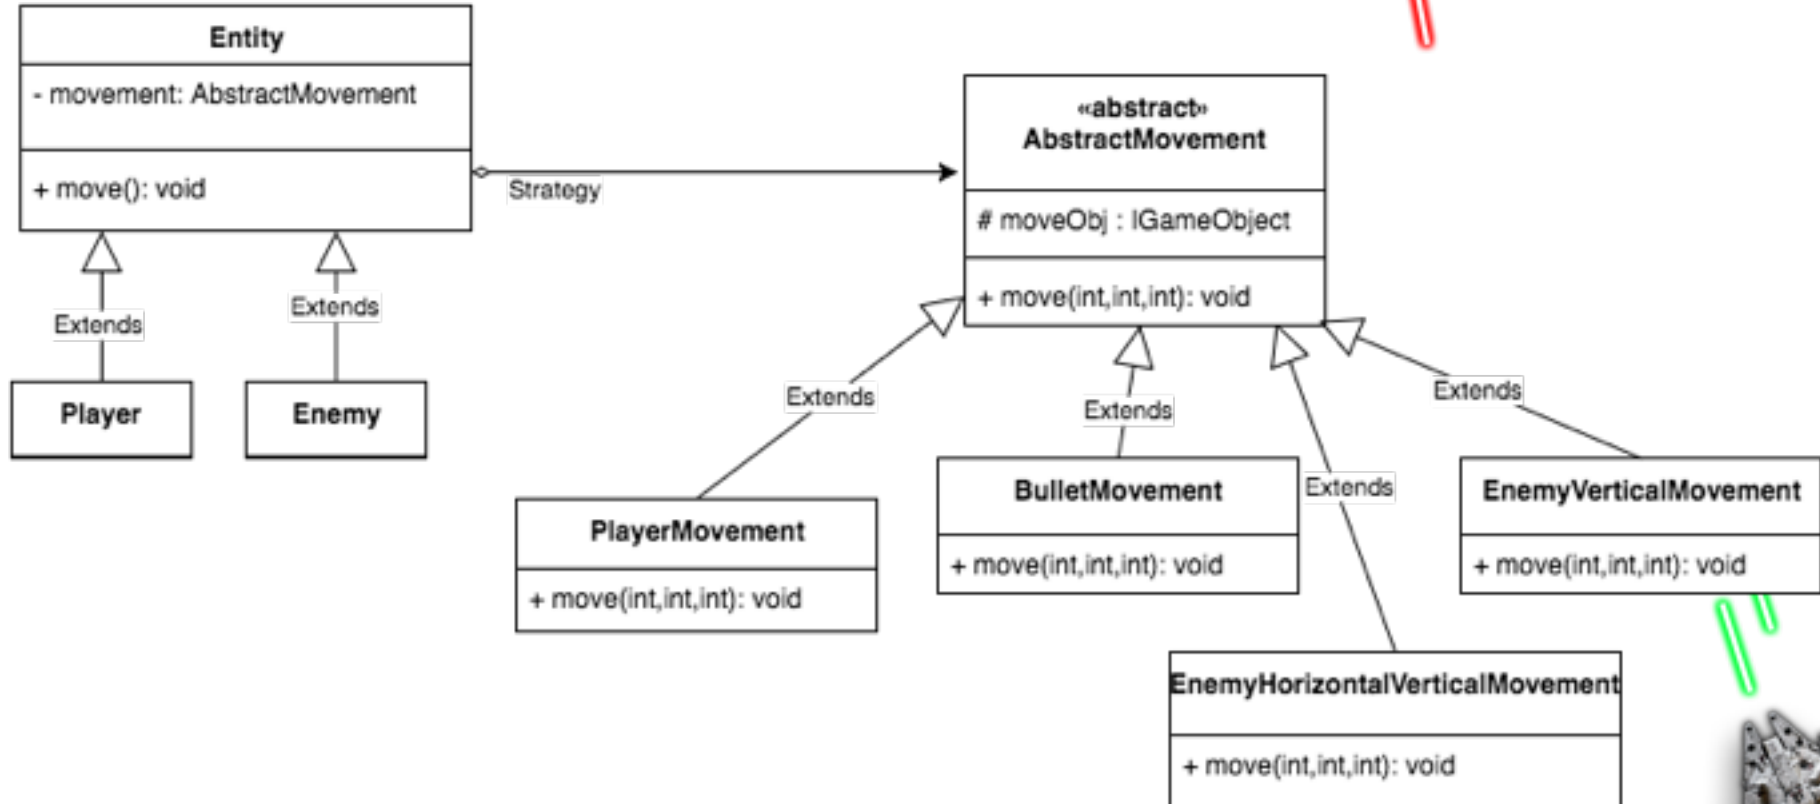 Entity
- movement: AbstractMovement
+ move(): void
Strategy
«abstract»
AbstractMovement
# moveObj : IGameObject
+ move(int,int,int): void
Extends
Extends
Player
Enemy
Extends
Extends
Extends
Extends
PlayerMovement
+ move(int,int,int): void
BulletMovement
+ move(int,int,int): void
EnemyVerticalMovement
+ move(int,int,int): void
EnemyHorizontalVerticalMovement
+ move(int,int,int): void